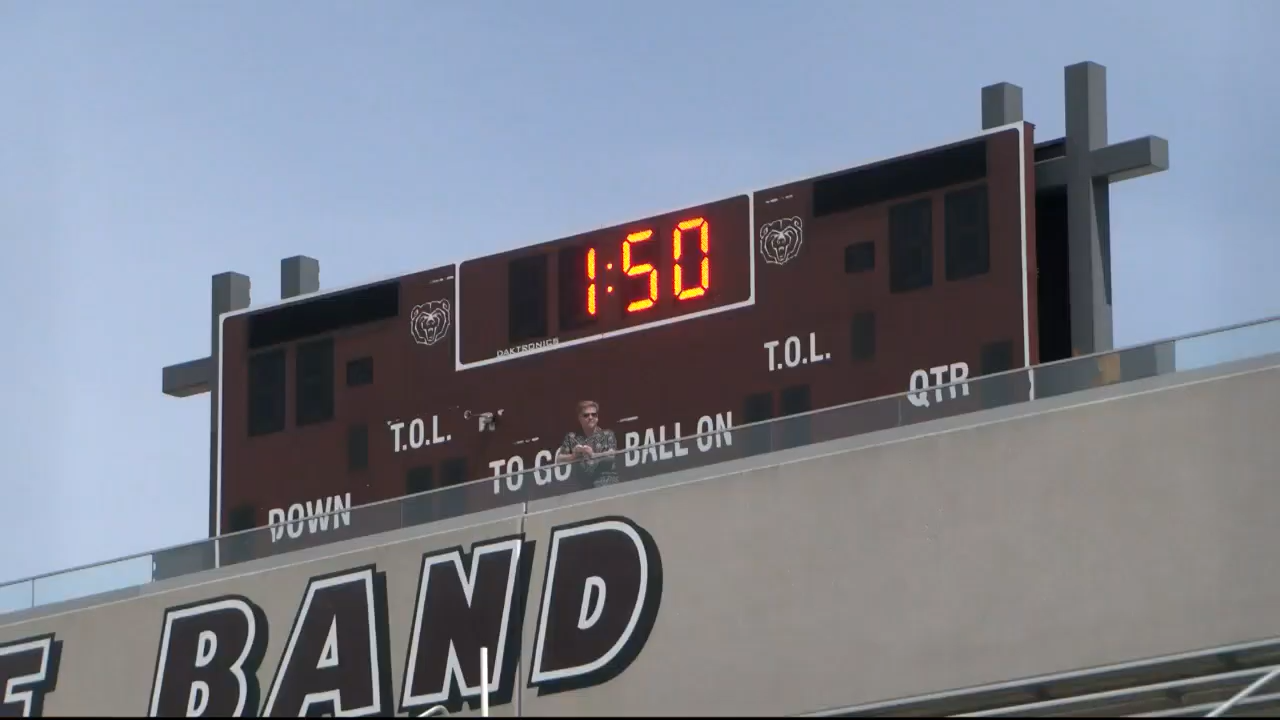 1:50
DAKTRONICS
T.O.L.
T.O.L.
DOWN
TO GO
BALL ON
QTR
BAND